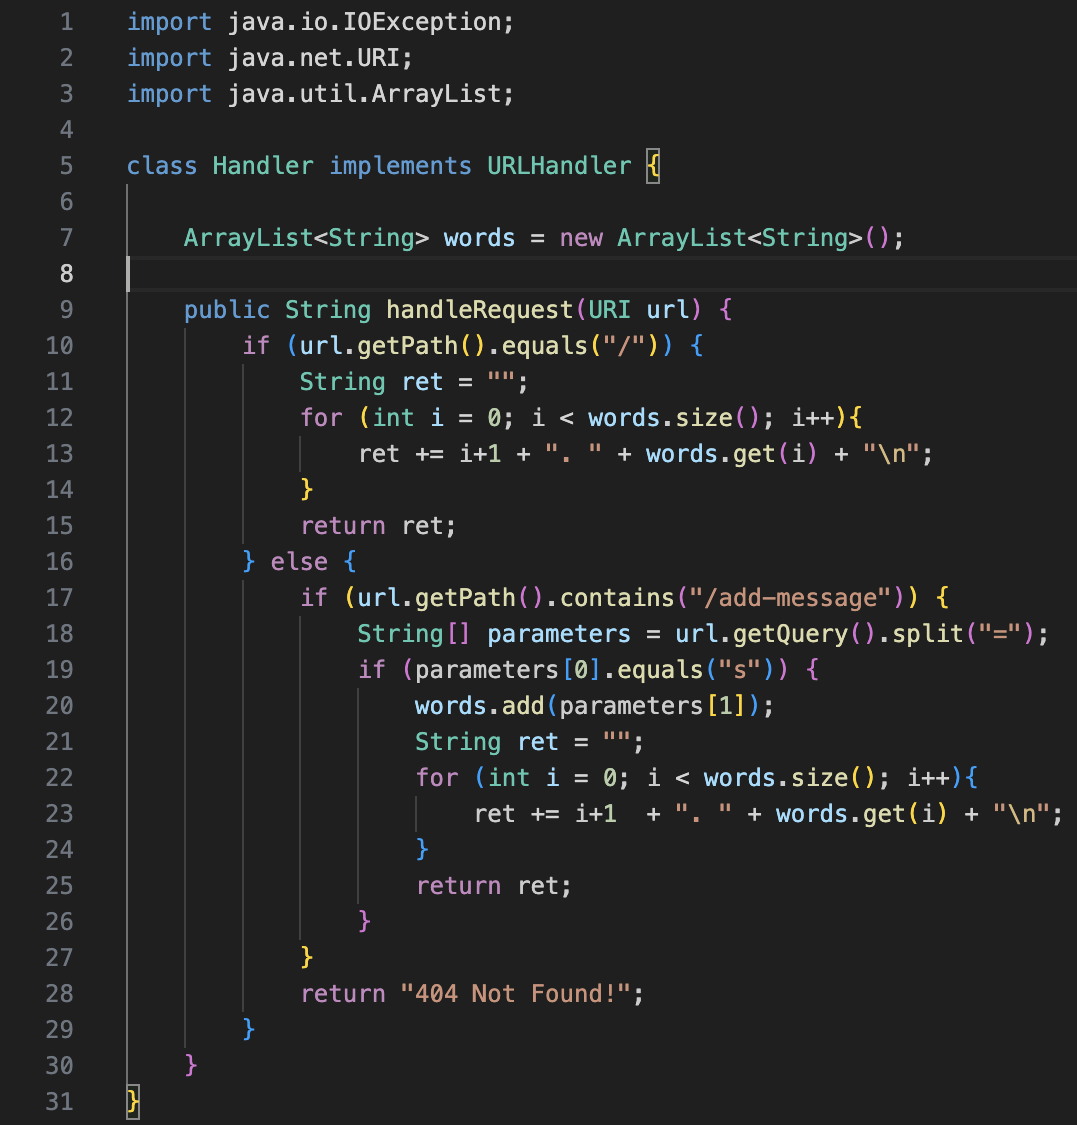 1 import java.io.IOException;
2 import java.net.URI;
3 import java.util.ArrayList;
4
5 class Handler implements URLHandler {
6
7     ArrayList<String> words = new ArrayList<String>();
8
9     public String handleRequest(URI url) {
10         if (url.getPath().equals("/")) {
11             String ret = "";
12             for (int i = 0; i < words.size(); i++){
13                 ret += i+1 + ". " + words.get(i) + "\n";
14             }
15             return ret;
16         } else {
17             if (url.getPath().contains("/add-message")) {
18                 String[] parameters = url.getQuery().split("=");
19                 if (parameters[0].equals("s")) {
20                     words.add(parameters[1]);
21                     String ret = "";
22                     for (int i = 0; i < words.size(); i++){
23                         ret += i+1  + ". " + words.get(i) + "\n";
24                     }
25                     return ret;
26                 }
27             }
28             return "404 Not Found!";
29         }
30     }
31 }